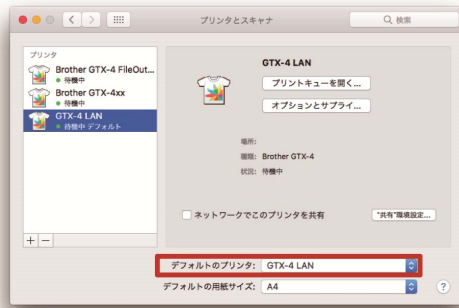 プリンタとスキャナ
検索
プリンタ
Brother GTX-4 FileOut...
待機中
Brother GTX-4xx
待機中
GTX-4 LAN
待機中 デフォルト
GTX-4 LAN
プリントキューを開く...
オプションとサプライ...
場所:
種類: Brother GTX-4
状況: 待機中
ネットワークでこのプリンタを共有
"共有"環境設定...
+ −
デフォルトのプリンタ: GTX-4 LAN
デフォルトの用紙サイズ: A4
?